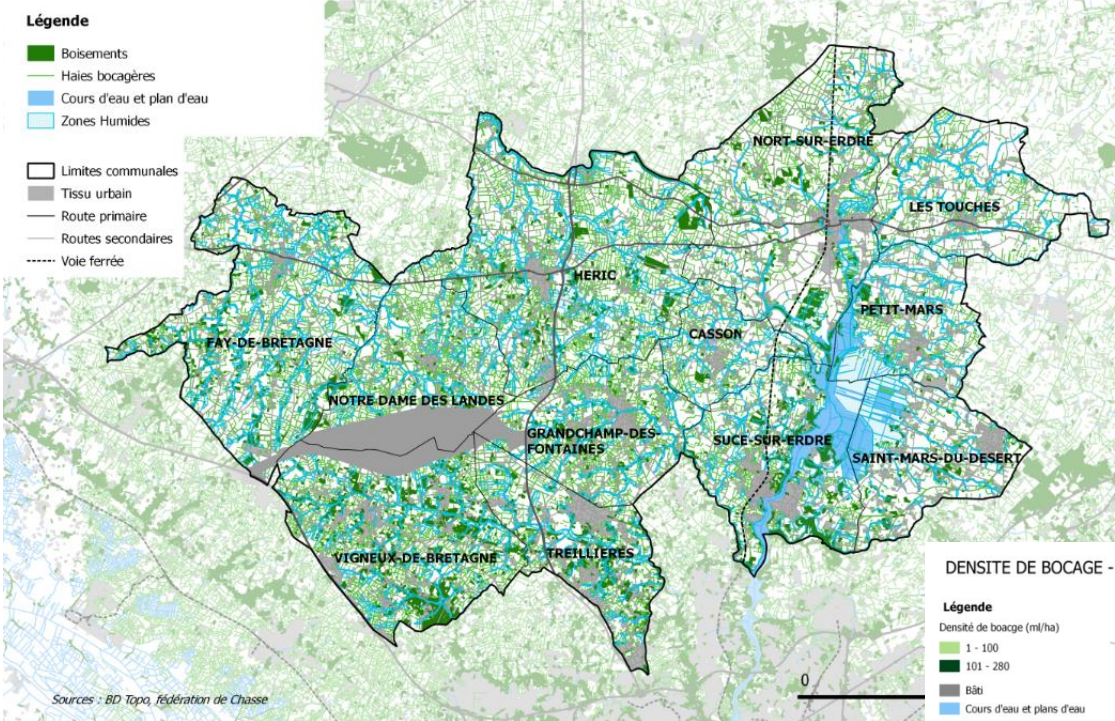 Légende
Boisements
Haies bocagères
Cours d'eau et plan d'eau
Zones Humides
Limites communales
Tissu urbain
Route primaire
Routes secondaires
Voie ferrée
NORT-SUR-ERDRE
LES TOUCHES
HERIC
PETIT-MARS
CASSON
FAY-DE-BRETAGNE
NOTRE DAME DES LANDES
GRANDCHAMP-DES-
FONTAINES
SUCE-SUR-ERDRE
SAINT-MARS-DU-DESERT
VIGNEUX-DE-BRETAGNE
TREILLIERES
Sources : BD Topo, fédération de Chasse
0
DENSITE DE BOCAGE -
Légende
Densité de boacge (ml/ha)
1 - 100
101 - 280
Bâti
Cours d'eau et plans d'eau